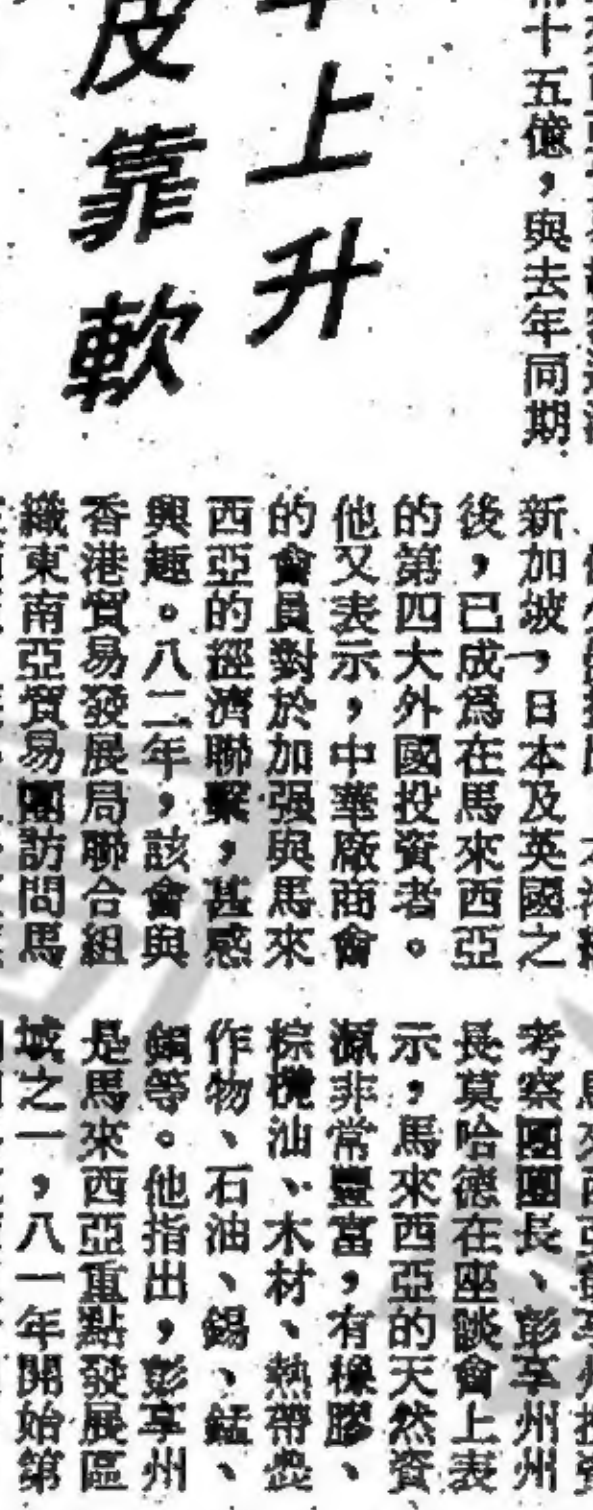 上升
皮靠軟
十五億，與去年同期
新加坡，日本及英國之
後，已成爲在馬來西亞
的第四大外國投資者。
他又表示，中華廠商會
的會員對於加强與馬來
西亞的經濟聯繫，甚感
興趣。八二年，該會與
香港貿易發展局聯合組
織東南亞貿易團訪問馬
考察團團長、彭享州州
長莫哈德在座談會上表
示，馬來西亞的天然資
源非常豐富，有橡膠、
棕欖油、木材、熱帶農
作物、石油、錫、錳、
鋼等。他指出，彭享州
是馬來西亞重點發展區
域之一，八一年開始第